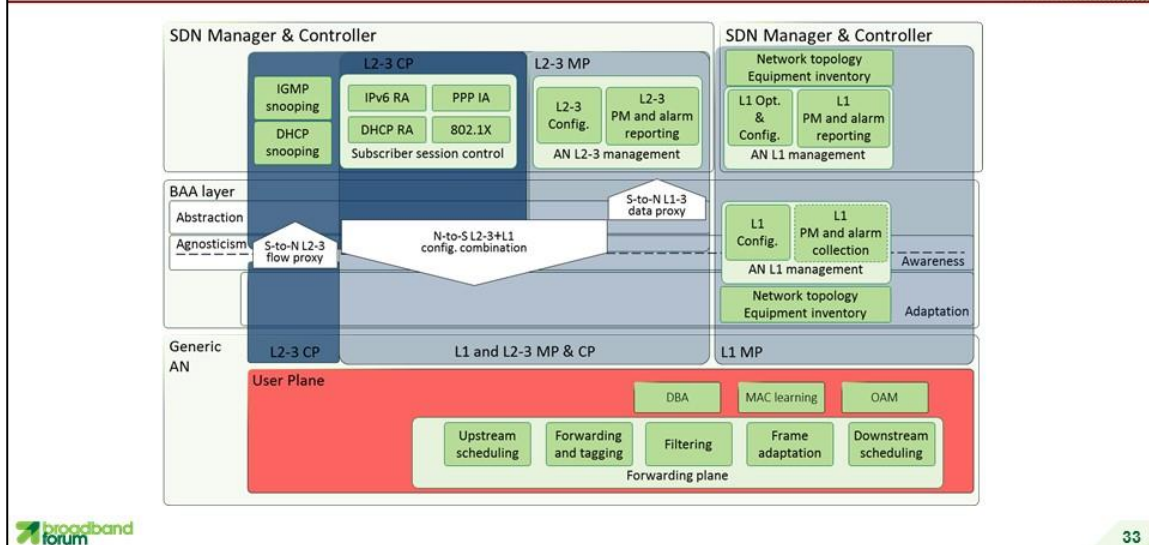 SDN Manager & Controller
L2-3 CP
IGMP
snooping
DHCP
snooping
IPv6 RA
PPP IA
DHCP RA
802.1X
Subscriber session control
L2-3 MP
L2-3
Config.
L2-3
PM and alarm
reporting
AN L2-3 management
SDN Manager & Controller
Network topology
Equipment inventory
L1 Opt.
&
Config.
L1
PM and alarm
reporting
AN L1 management
BAA layer
Abstraction
Agnosticism
S-to-N L2-3
flow proxy
N-to-S L2-3+L1
config. combination
S-to-N L1-3
data proxy
L1
Config.
L1
PM and alarm
collection
AN L1 management
Awareness
Network topology
Equipment inventory
Adaptation
Generic
AN
L2-3 CP
L1 and L2-3 MP & CP
L1 MP
User Plane
DBA
MAC learning
OAM
Upstream
scheduling
Forwarding
and tagging
Filtering
Frame
adaptation
Downstream
scheduling
Forwarding plane
broadband
forum
33